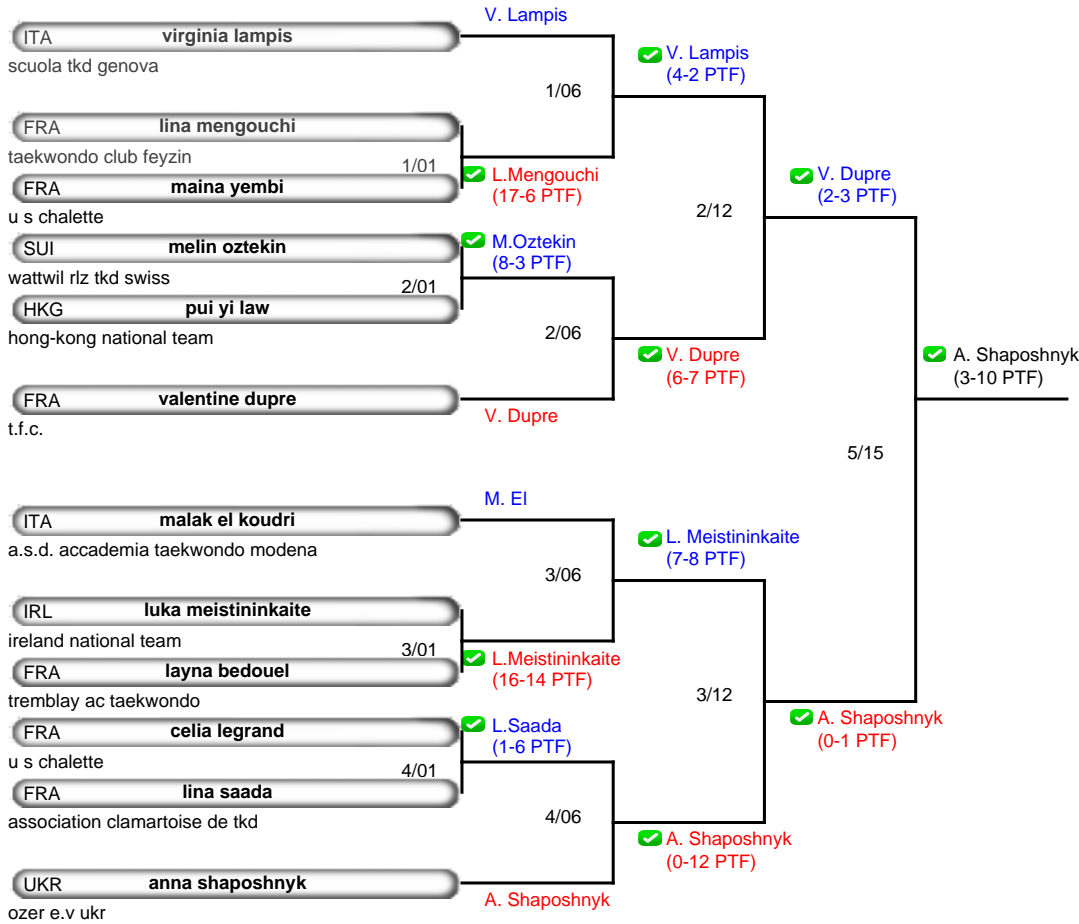 V. Lampis
ITA virginia lampis
scuola tkd genova
V. Lampis
(4-2 PTF)
1/06
FRA lina mengouchi
taekwondo club feyzin
1/01
L.Mengouchi
(17-6 PTF)
FRA maina yembi
u s chalette
V. Dupre
(2-3 PTF)
2/12
SUI melin oztekin
wattwil rlz tkd swiss
M.Oztekin
(8-3 PTF)
2/01
HKG pui yi law
hong-kong national team
2/06
V. Dupre
(6-7 PTF)
A. Shaposhnyk
(3-10 PTF)
FRA valentine dupre
t.f.c.
V. Dupre
5/15
M. El
ITA malak el koudri
a.s.d. accademia taekwondo modena
L. Meistininkaite
(7-8 PTF)
3/06
IRL luka meistininkaite
ireland national team
3/01
L.Meistininkaite
(16-14 PTF)
FRA layna bedouel
tremblay ac taekwondo
3/12
A. Shaposhnyk
(0-1 PTF)
FRA celia legrand
u s chalette
L.Saada
(1-6 PTF)
4/01
FRA lina saada
association clamartoise de tkd
4/06
A. Shaposhnyk
(0-12 PTF)
UKR anna shaposhnyk
ozer e.v ukr
A. Shaposhnyk